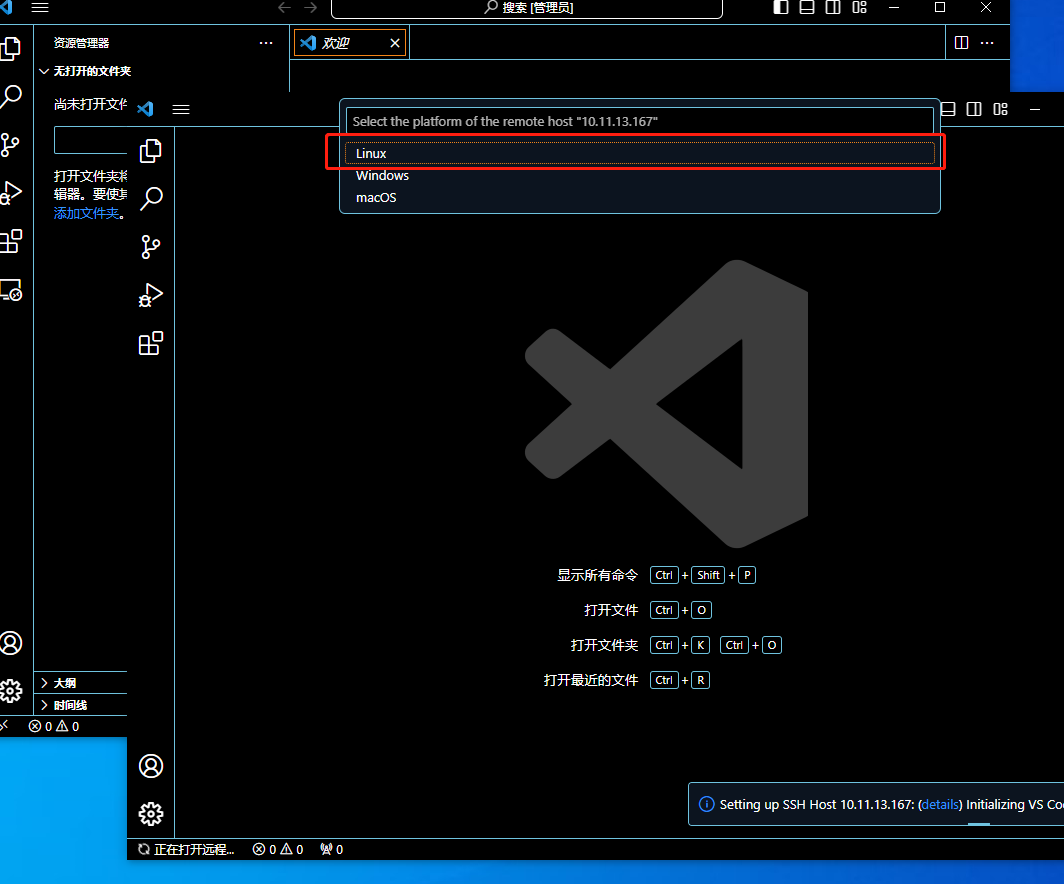 搜索 [管理员]
资源管理器
欢迎
无打开的文件夹
尚未打开文件
Select the platform of the remote host "10.11.13.167"
Linux
Windows
macOS
打开文件夹将
辑器。要使其
添加文件夹。
显示所有命令 Ctrl + Shift + P
打开文件 Ctrl + O
打开文件夹 Ctrl + K Ctrl + O
打开最近的文件 Ctrl + R
大纲
时间线
0 0
Setting up SSH Host 10.11.13.167: (details) Initializing VS Co
正在打开远程... 0 0 0